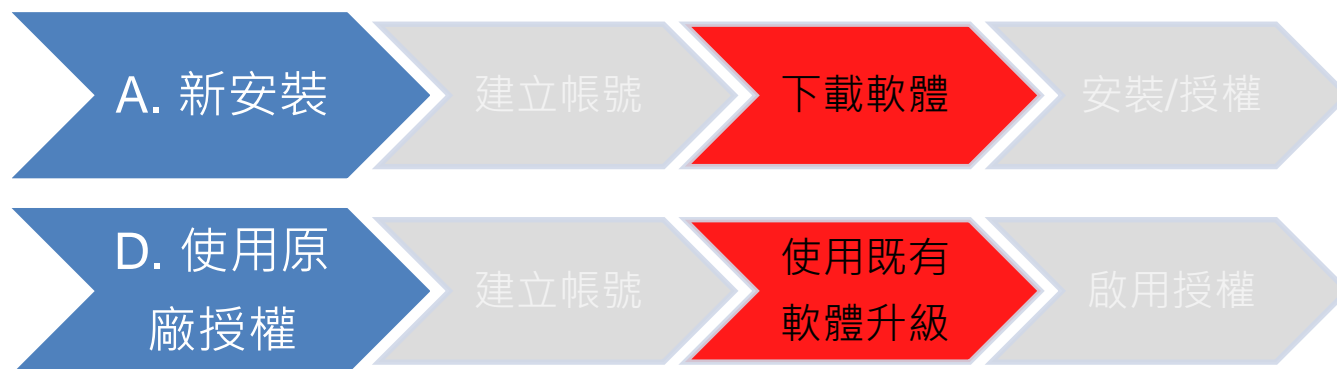 A. 新安裝
建立帳號
下載軟體
安裝/授權
D. 使用原
廠授權
建立帳號
使用既有
軟體升級
啟用授權